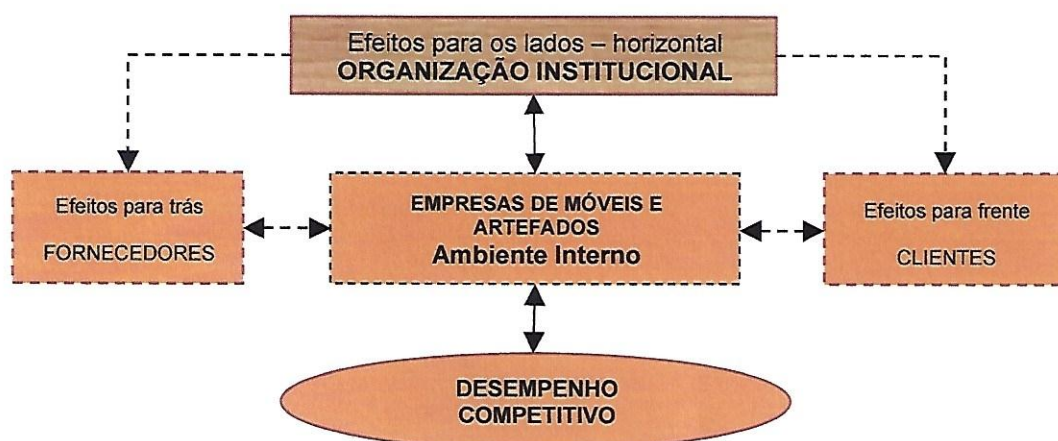 Efeitos para os lados – horizontal
ORGANIZAÇÃO INSTITUCIONAL
Efeitos para trás
FORNECEDORES
EMPRESAS DE MÓVEIS E
ARTEFADOS
Ambiente Interno
Efeitos para frente
CLIENTES
DESEMPENHO
COMPETITIVO